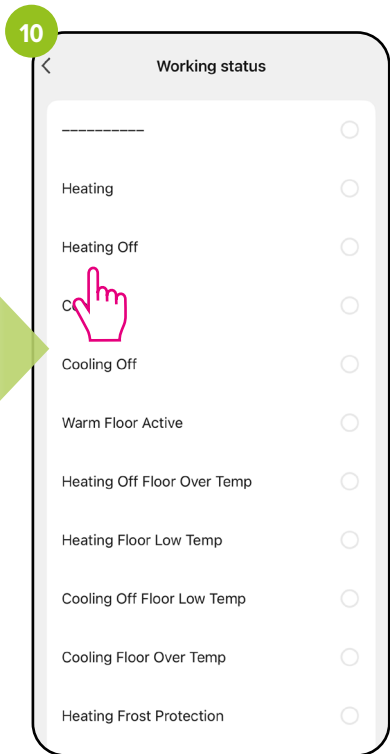 10
Working status
__________
Heating
Heating Off
Cooling Off
Warm Floor Active
Heating Off Floor Over Temp
Heating Floor Low Temp
Cooling Off Floor Low Temp
Cooling Floor Over Temp
Heating Frost Protection